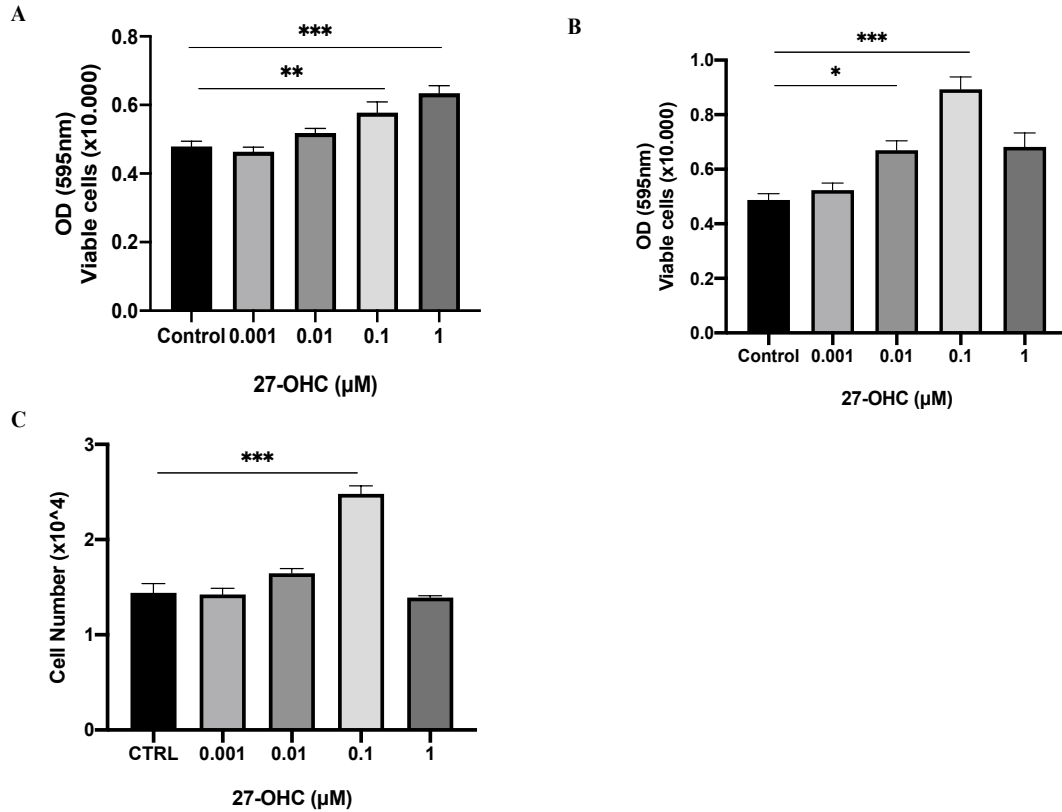 A
OD (595nm)
Viable cells (x10.000)
0.8
0.6
0.4
0.2
0.0
***
**
Control 0.001 0.01 0.1 1
27-OHC (µM)
B
OD (595nm)
Viable cells (x10.000)
1.0
0.8
0.6
0.4
0.2
0.0
***
*
Control 0.001 0.01 0.1 1
27-OHC (µM)
C
Cell Number (x10^4)
3
2
1
0
***
CTRL 0.001 0.01 0.1 1
27-OHC (µM)